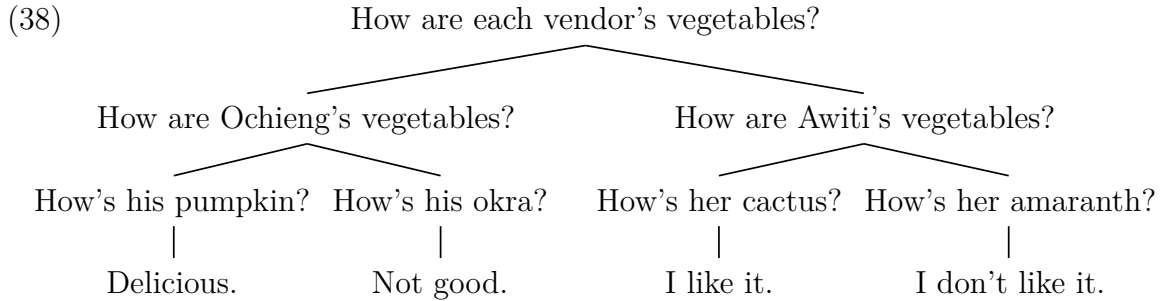 (38) How are each vendor's vegetables?
How are Ochieng's vegetables? How are Awiti's vegetables?
How's his pumpkin? How's his okra? How's her cactus? How's her amaranth?
Delicious. Not good. I like it. I don't like it.